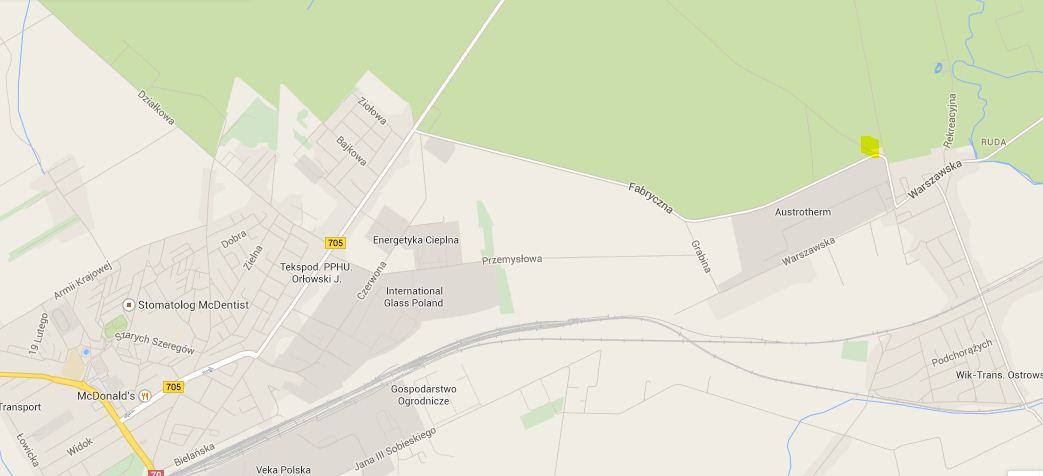 Działkowa
Ziołowa
Bajkowa
Rekreacyjna
RUDA
Fabryczna
Warszawska
Austrotherm
Dobra
Zielna
705
Energetyka Cieplna
Grabina
Warszawska
Przemysłowa
Tekspod. PPHU.
Orłowski J.
Czerwona
Armii Krajowej
International
Glass Poland
Stomatolog McDentist
19 Lutego
Starych Szeregów
Podchorążych
705
McDonald's
Gospodarstwo
Ogrodnicze
Wik-Trans. Ostrows
Transport
Widok
Łowicka
Bielańska
Jana III Sobieskiego
Veka Polska
70